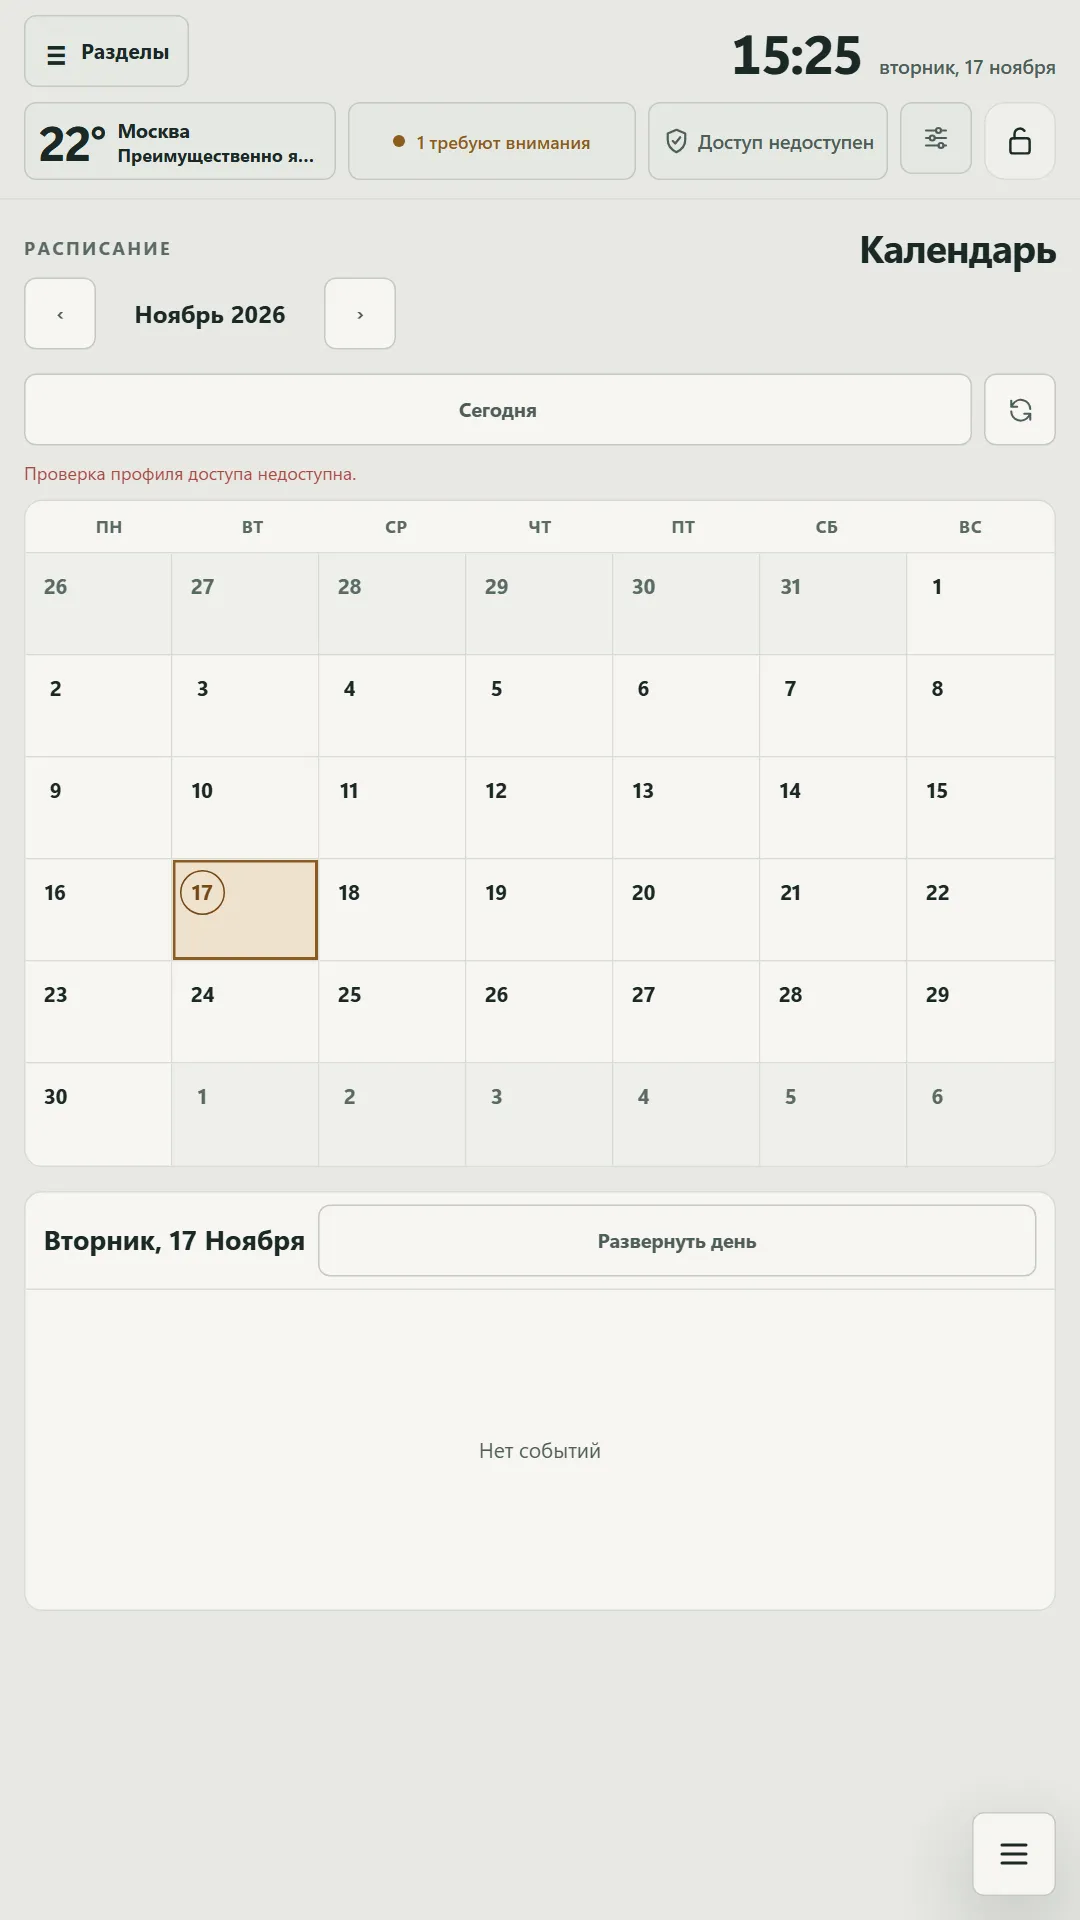 Разделы
15:25 вторник, 17 ноября
22° Москва
Преимущественно я...
1 требуют внимания
Доступ недоступен
РАСПИСАНИЕ
Календарь
‹ Ноябрь 2026 ›
Сегодня
Проверка профиля доступа недоступна.
ПН ВТ СР ЧТ ПТ СБ ВС
26 27 28 29 30 31 1
2 3 4 5 6 7 8
9 10 11 12 13 14 15
16 17 18 19 20 21 22
23 24 25 26 27 28 29
30 1 2 3 4 5 6
Вторник, 17 Ноября
Развернуть день
Нет событий